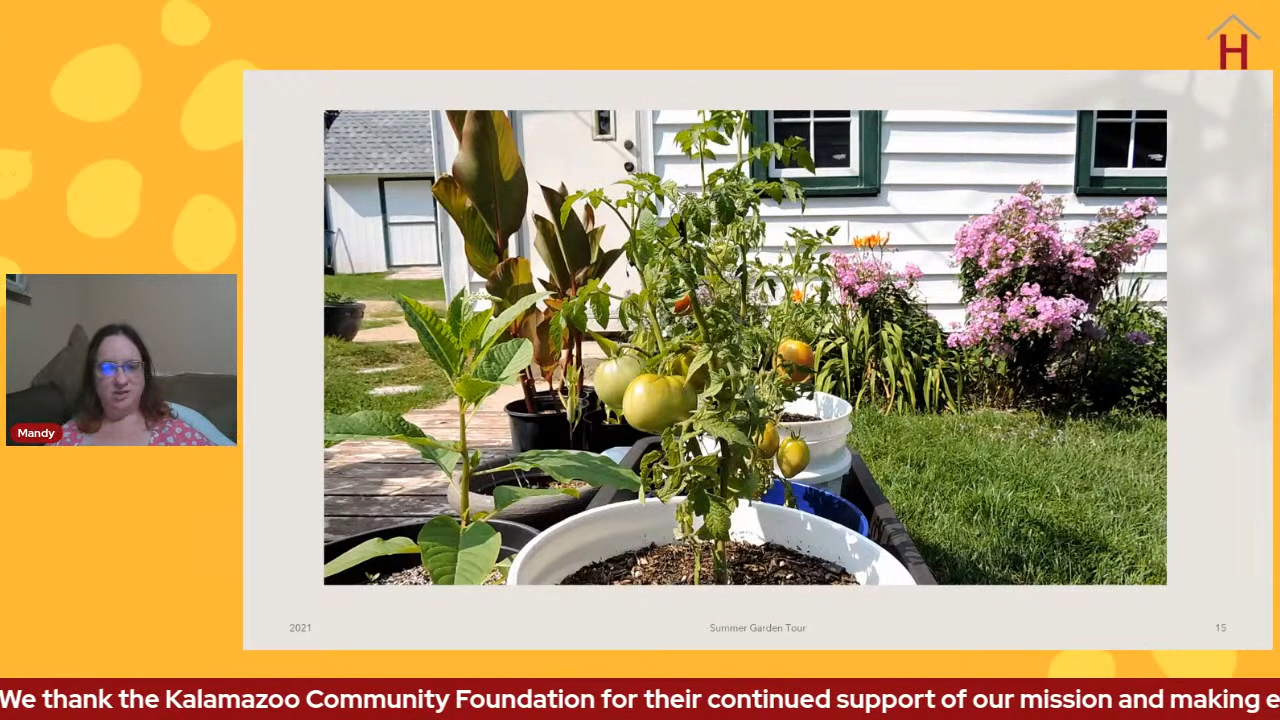 H
Mandy
2021
Summer Garden Tour
15
We thank the Kalamazoo Community Foundation for their continued support of our mission and making e